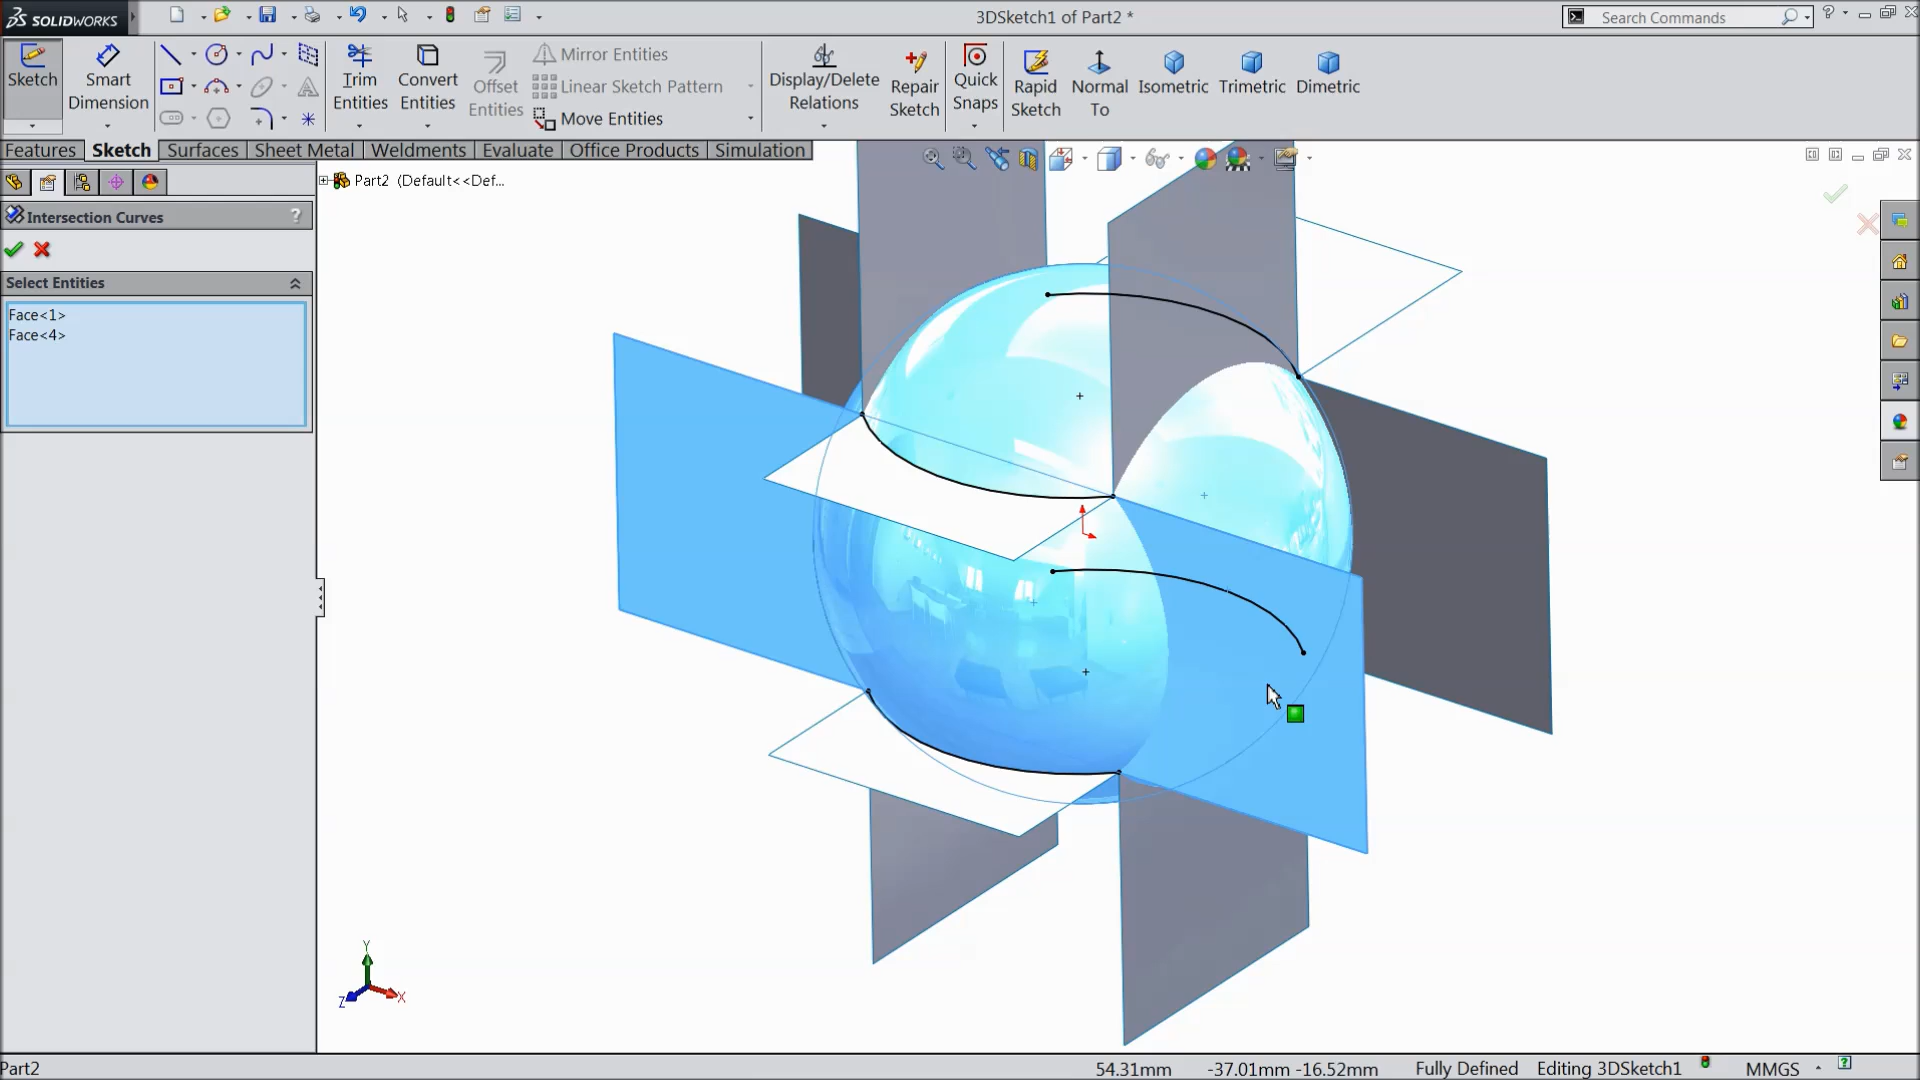 SOLIDWORKS
3DSketch1 of Part2 *
Search Commands
?
Sketch
Smart Dimension
Trim Entities
Convert Entities
Offset Entities
Mirror Entities
Linear Sketch Pattern
Move Entities
Display/Delete Relations
Repair Sketch
Quick Snaps
Rapid Sketch
Normal To
Isometric
Trimetric
Dimetric
Features
Sketch
Surfaces
Sheet Metal
Weldments
Evaluate
Office Products
Simulation
Part2 (Default<<Def...
Intersection Curves
?
Select Entities
Face<1>
Face<4>
Y
Z
X
Part2
54.31mm
-37.01mm -16.52mm
Fully Defined
Editing 3DSketch1
MMGS
?